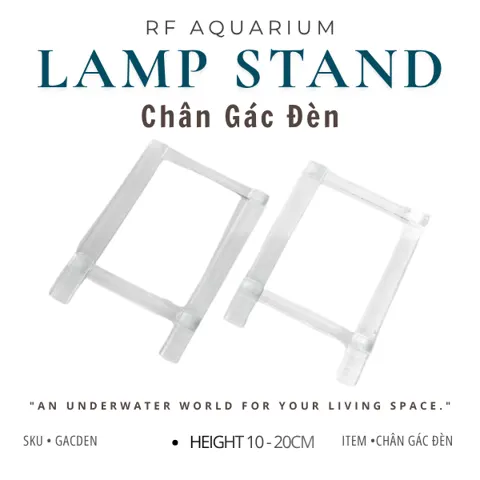 RF AQUARIUM
LAMP STAND
Chân Gác Đèn
"AN UNDERWATER WORLD FOR YOUR LIVING SPACE."
SKU • GACDEN
• HEIGHT 10 - 20CM
ITEM •CHÂN GÁC ĐÈN